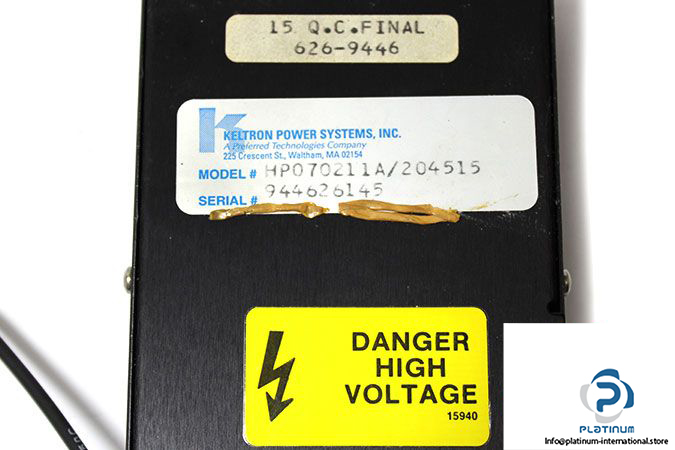 15 Q.C.FINAL
626-9446
KELTRON POWER SYSTEMS, INC.
A Preferred Technologies Company
225 Crescent St., Waltham, MA 02154
MODEL # HP070211A/204515
SERIAL # 944626145
DANGER
HIGH
VOLTAGE
15940
PLATINUM
Info@platinum-international.store